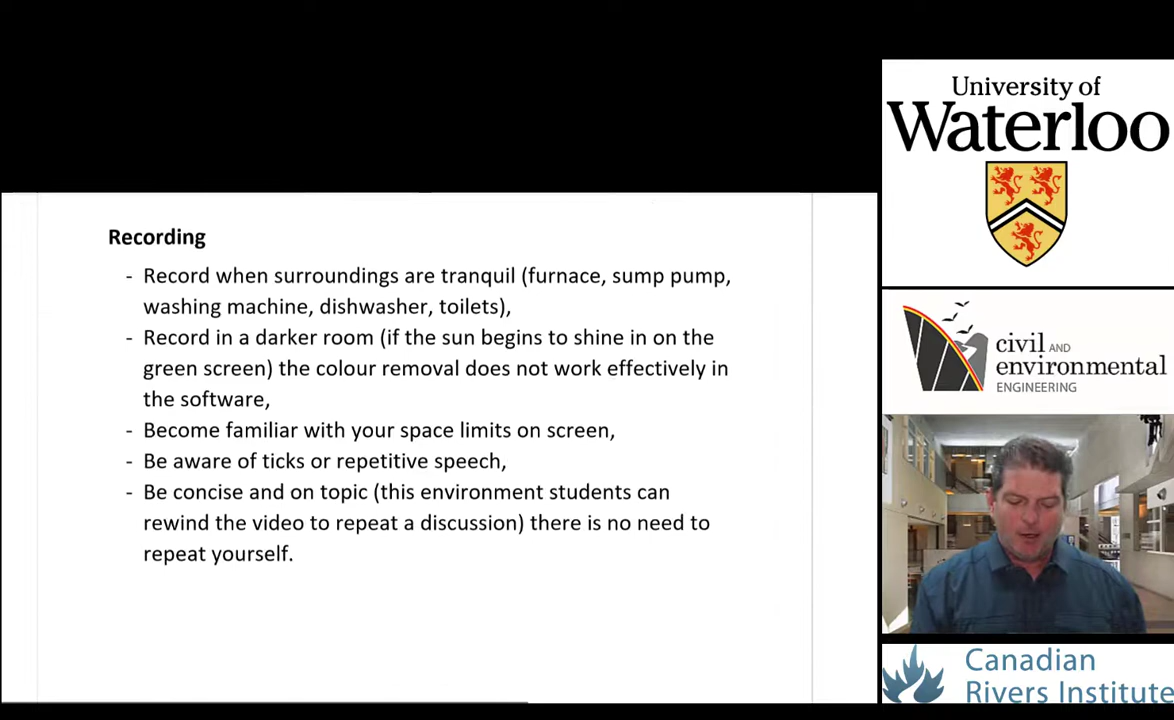 Recording
- Record when surroundings are tranquil (furnace, sump pump,
washing machine, dishwasher, toilets),
- Record in a darker room (if the sun begins to shine in on the
green screen) the colour removal does not work effectively in
the software,
- Become familiar with your space limits on screen,
- Be aware of ticks or repetitive speech,
- Be concise and on topic (this environment students can
rewind the video to repeat a discussion) there is no need to
repeat yourself.
University of
Waterloo
civil AND
environmental
ENGINEERING
Canadian
Rivers Institute